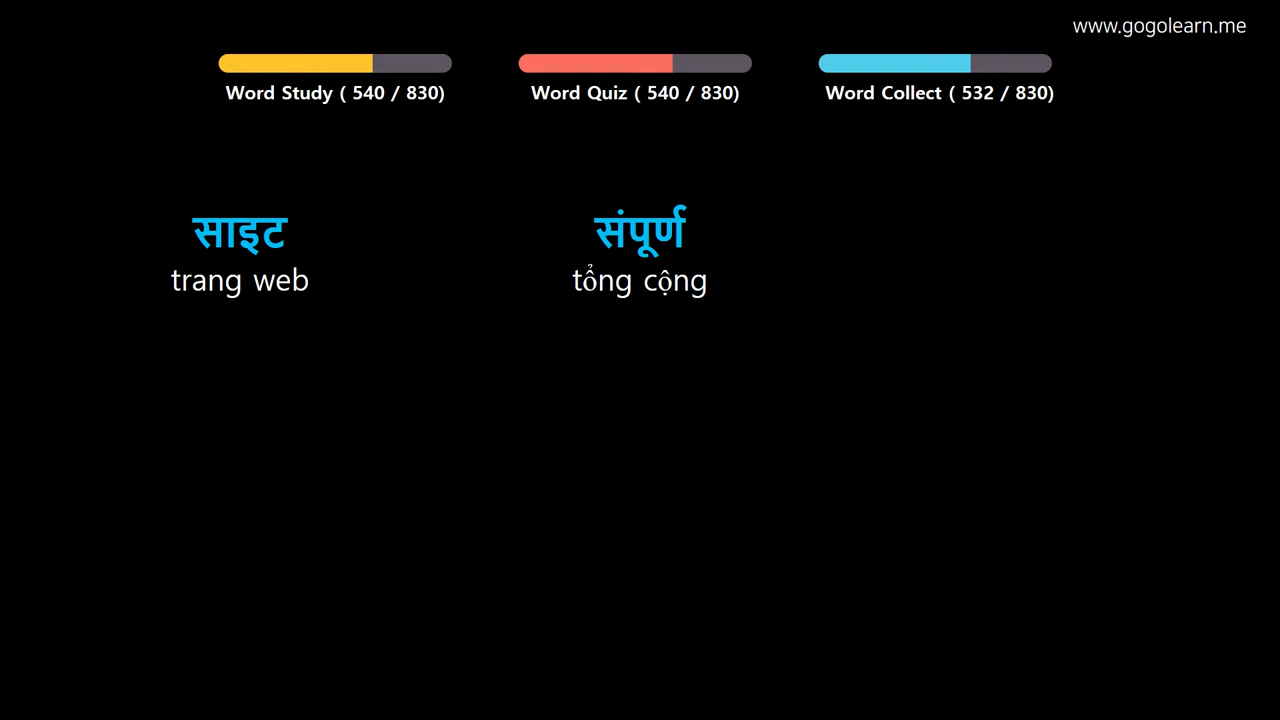 www.gogolearn.me
Word Study ( 540 / 830)
Word Quiz ( 540 / 830)
Word Collect ( 532 / 830)
साइट
trang web
संपूर्ण
tổng cộng